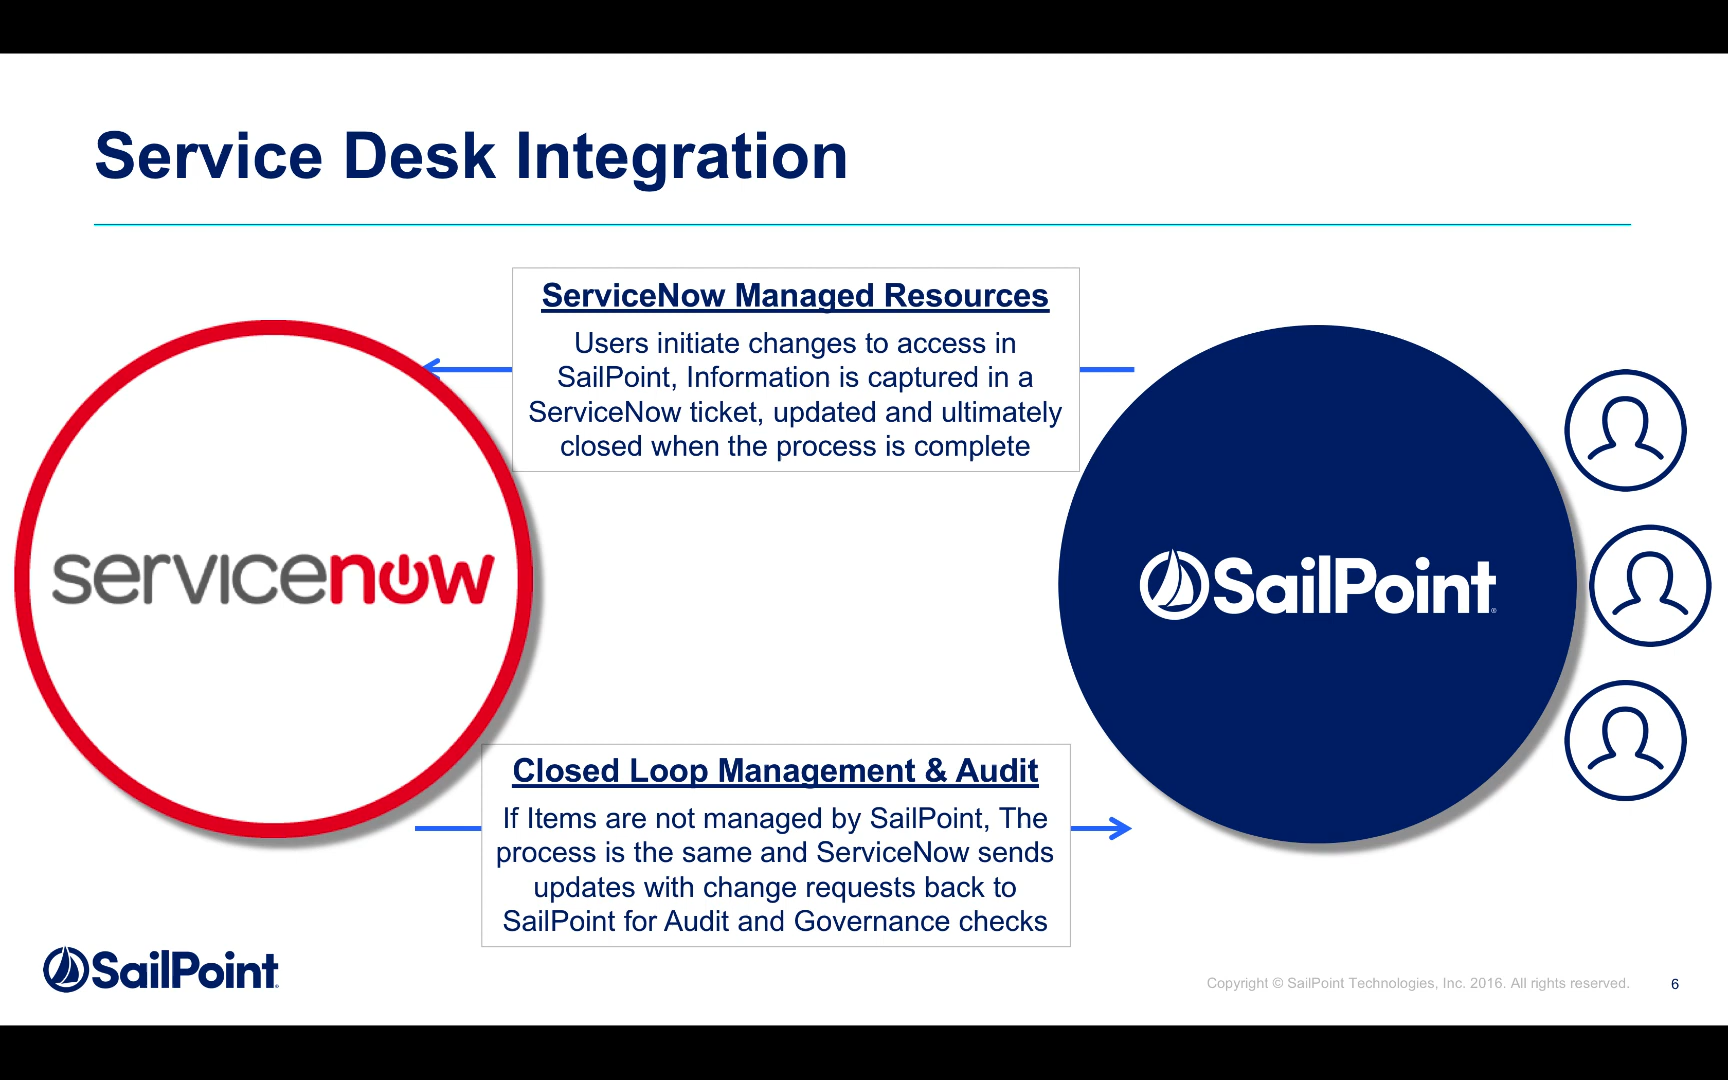 Service Desk Integration
ServiceNow Managed Resources
Users initiate changes to access in
SailPoint, Information is captured in a
ServiceNow ticket, updated and ultimately
closed when the process is complete
servicenow
SailPoint
Closed Loop Management & Audit
If Items are not managed by SailPoint, The
process is the same and ServiceNow sends
updates with change requests back to
SailPoint for Audit and Governance checks
SailPoint
Copyright © SailPoint Technologies, Inc. 2016. All rights reserved.
6